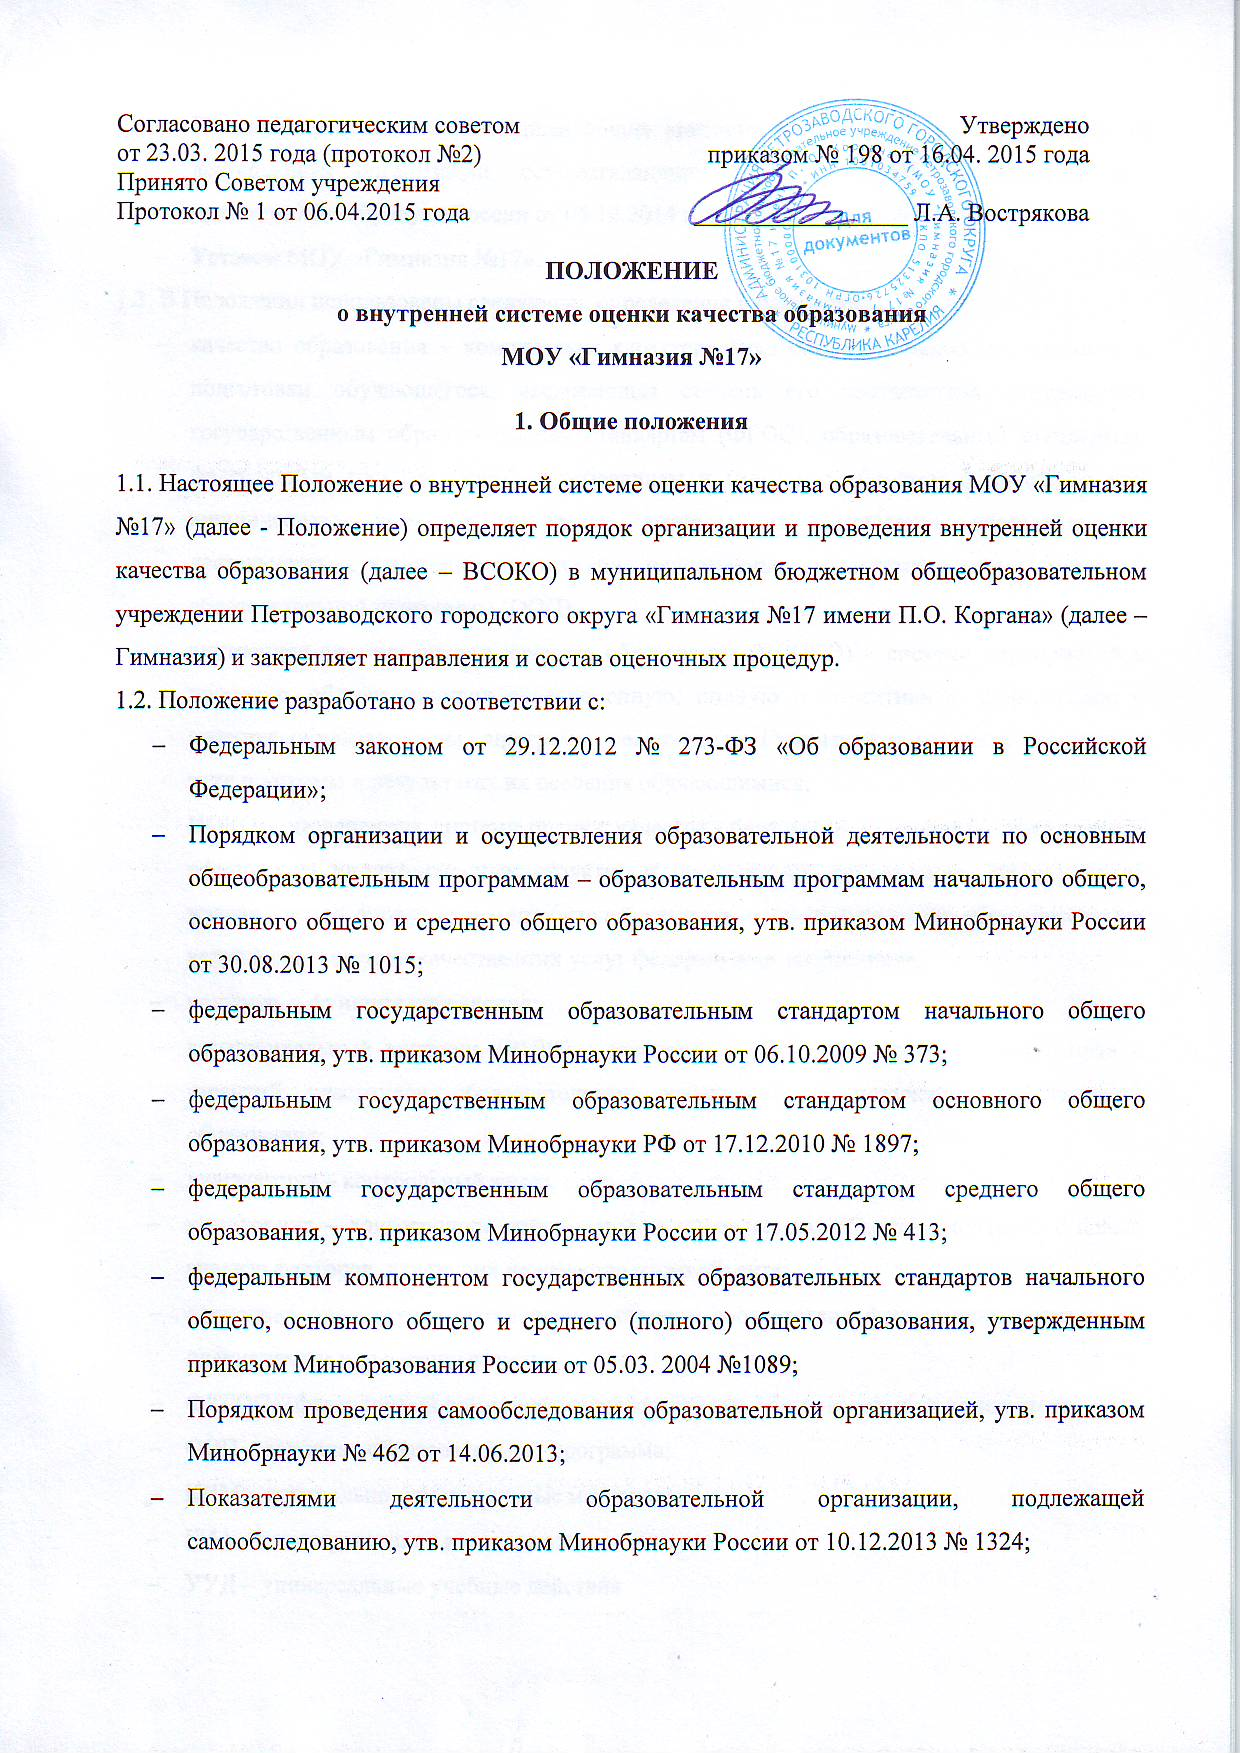 Согласовано педагогическим советом
Утверждено
от 23.03. 2015 года (протокол №2)
приказом № 198 от 16.04. 2015 года
Принято Советом учреждения
Протокол № 1 от 06.04.2015 года
Л.А. Вострякова
для
документов
РЕСПУБЛИКА КАРЕЛИЯ
ПОЛОЖЕНИЕ
о внутренней системе оценки качества образования
МОУ «Гимназия №17»
1. Общие положения
1.1. Настоящее Положение о внутренней системе оценки качества образования МОУ «Гимназия
№17» (далее - Положение) определяет порядок организации и проведения внутренней оценки
качества образования (далее – ВСОКО) в муниципальном бюджетном общеобразовательном
учреждении Петрозаводского городского округа «Гимназия №17 имени П.О. Коргана» (далее –
Гимназия) и закрепляет направления и состав оценочных процедур.
1.2. Положение разработано в соответствии с:
– Федеральным законом от 29.12.2012 № 273-ФЗ «Об образовании в Российской
Федерации»;
– Порядком организации и осуществления образовательной деятельности по основным
общеобразовательным программам – образовательным программам начального общего,
основного общего и среднего общего образования, утв. приказом Минобрнауки России
от 30.08.2013 № 1015;
– федеральным государственным образовательным стандартом начального общего
образования, утв. приказом Минобрнауки России от 06.10.2009 № 373;
– федеральным государственным образовательным стандартом основного общего
образования, утв. приказом Минобрнауки РФ от 17.12.2010 № 1897;
– федеральным государственным образовательным стандартом среднего общего
образования, утв. приказом Минобрнауки России от 17.05.2012 № 413;
– федеральным компонентом государственных образовательных стандартов начального
общего, основного общего и среднего (полного) общего образования, утвержденным
приказом Минобразования России от 05.03. 2004 №1089;
– Порядком проведения самообследования образовательной организацией, утв. приказом
Минобрнауки № 462 от 14.06.2013;
– Показателями деятельности образовательной организации, подлежащей
самообследованию, утв. приказом Минобрнауки России от 10.12.2013 № 1324;